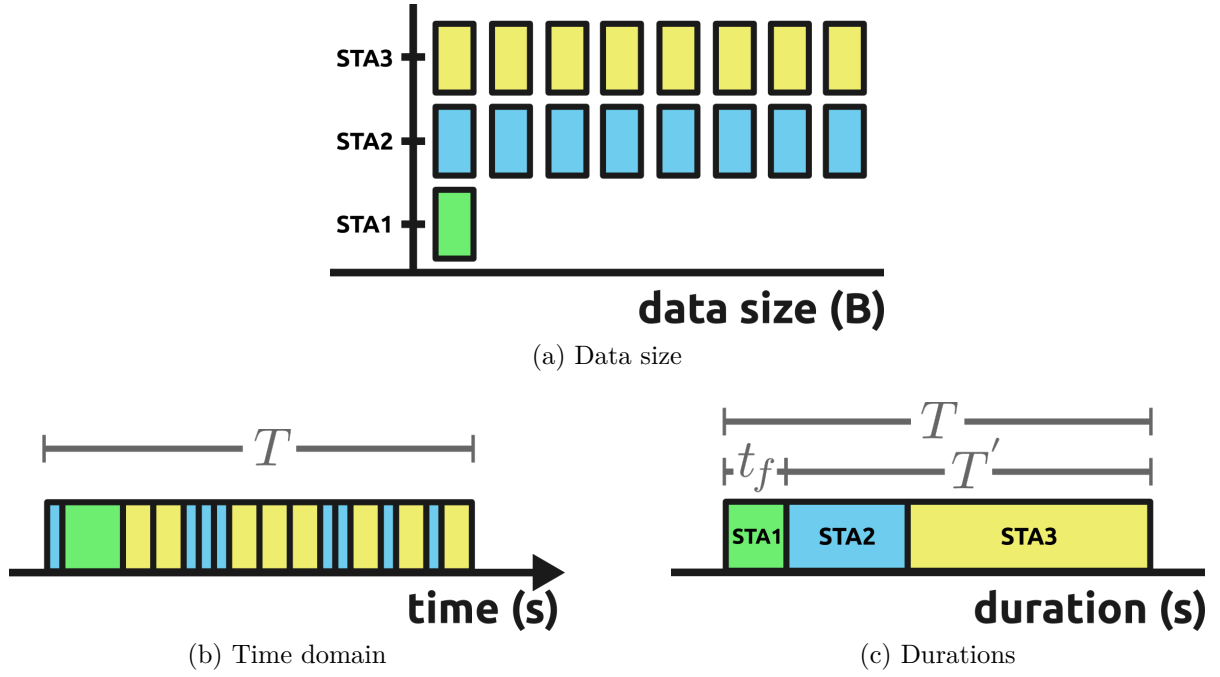 STA3
STA2
STA1
data size (B)
(a) Data size
T
T
t_f
T'
STA1
STA2
STA3
time (s)
duration (s)
(b) Time domain
(c) Durations